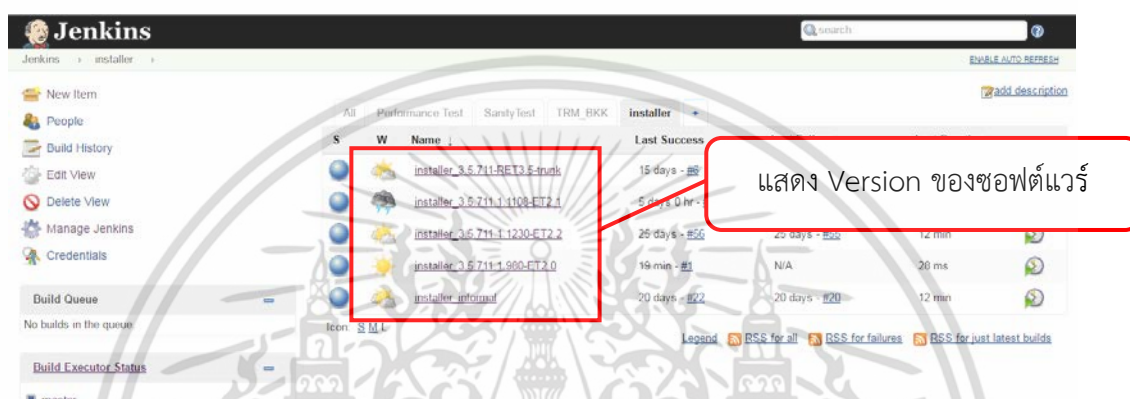 Jenkins
search
Jenkins › installer ›
ENABLE AUTO REFRESH
New Item
People
Build History
Edit View
Delete View
Manage Jenkins
Credentials
add description
All Performance Test SanityTest TRM_BKK installer +
S W Name ↓ Last Success
installer_3.5.711-RET3.5-trunk 15 days - #6
installer_3.5.711.1.1108-ET2.1 5 days 0 hr -
installer_3.5.711-1.1230-ET2.2 25 days - #56 25 days - #55 12 min
installer_3.5.711-1.980-ET2.0 19 min - #1 N/A 28 ms
installer_informal 20 days - #22 20 days - #20 12 min
แสดง Version ของซอฟต์แวร์
Icon: S M L
Legend RSS for all RSS for failures RSS for just latest builds
Build Queue
No builds in the queue
Build Executor Status